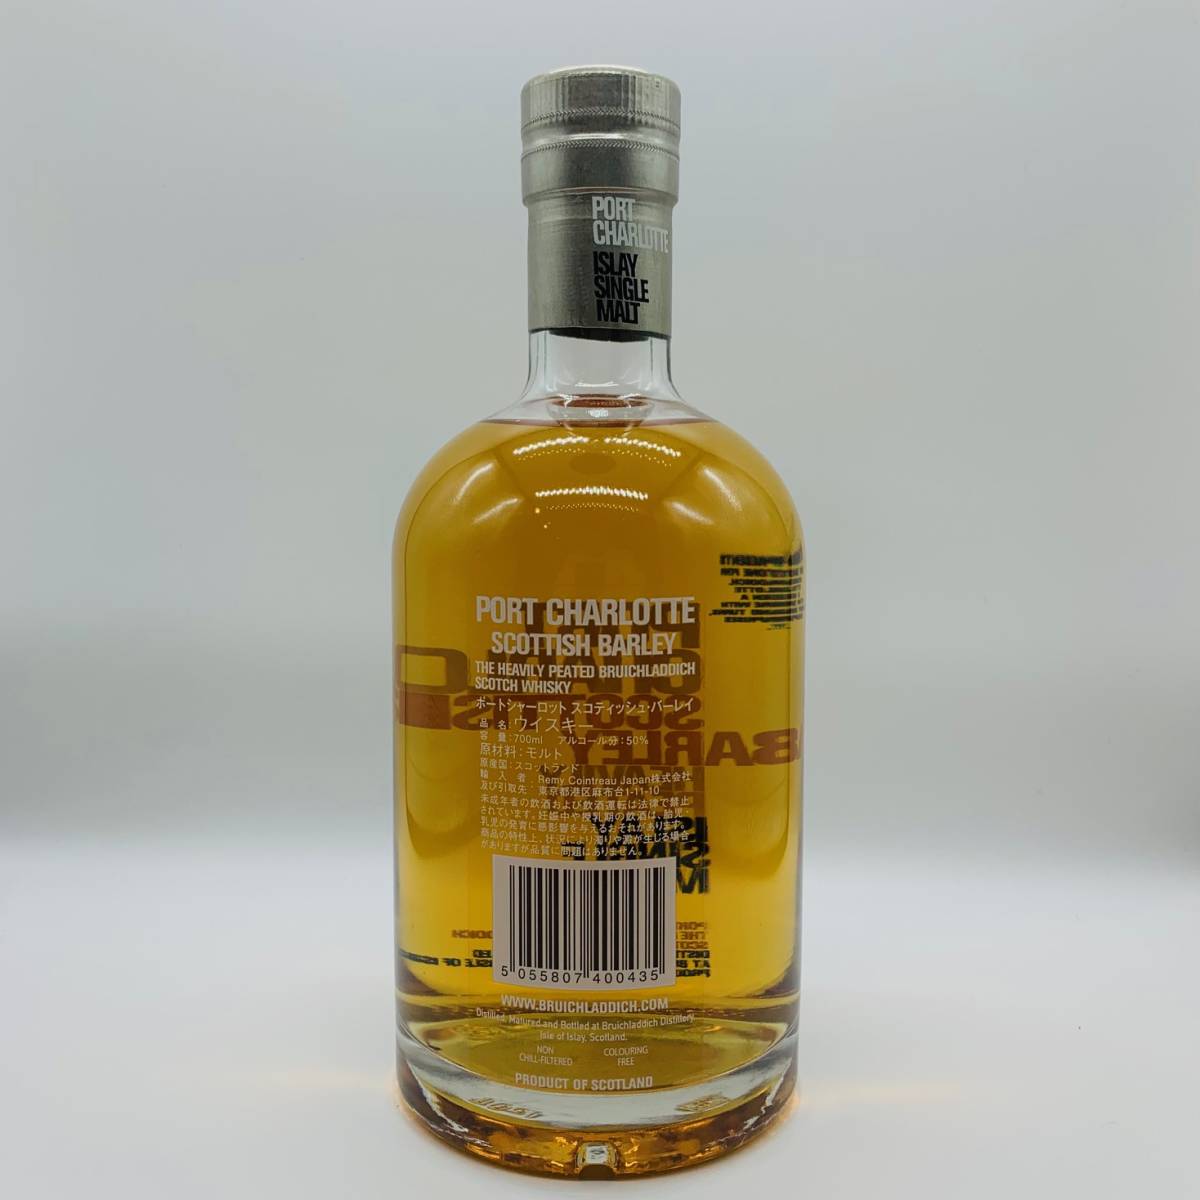 PORT
CHARLOTTE
ISLAY
SINGLE
MALT
PORT CHARLOTTE
SCOTTISH BARLEY
THE HEAVILY PEATED BRUICHLADDICH
SCOTCH WHISKY
ポートシャーロット スコティッシュ・バーレイ
品 名:ウイスキー
容 量:700ml アルコール分:50%
原材料:モルト
原産国:スコットランド
輸 入 者:Remy Cointreau Japan株式会社
及び引取先:東京都港区麻布台1-11-10
未成年者の飲酒および飲酒運転は法律で禁止
されています。妊娠中や授乳期の飲酒は、胎児・
乳児の発育に悪影響を与えるおそれがあります。
商品の特性上、状況により濁りや澱が生じる場合
がありますが品質に問題はありません。
5 055807 400435
WWW.BRUICHLADDICH.COM
Distilled, Matured and Bottled at Bruichladdich Distillery,
Isle of Islay, Scotland.
NON
CHILL-FILTERED
COLOURING
FREE
PRODUCT OF SCOTLAND